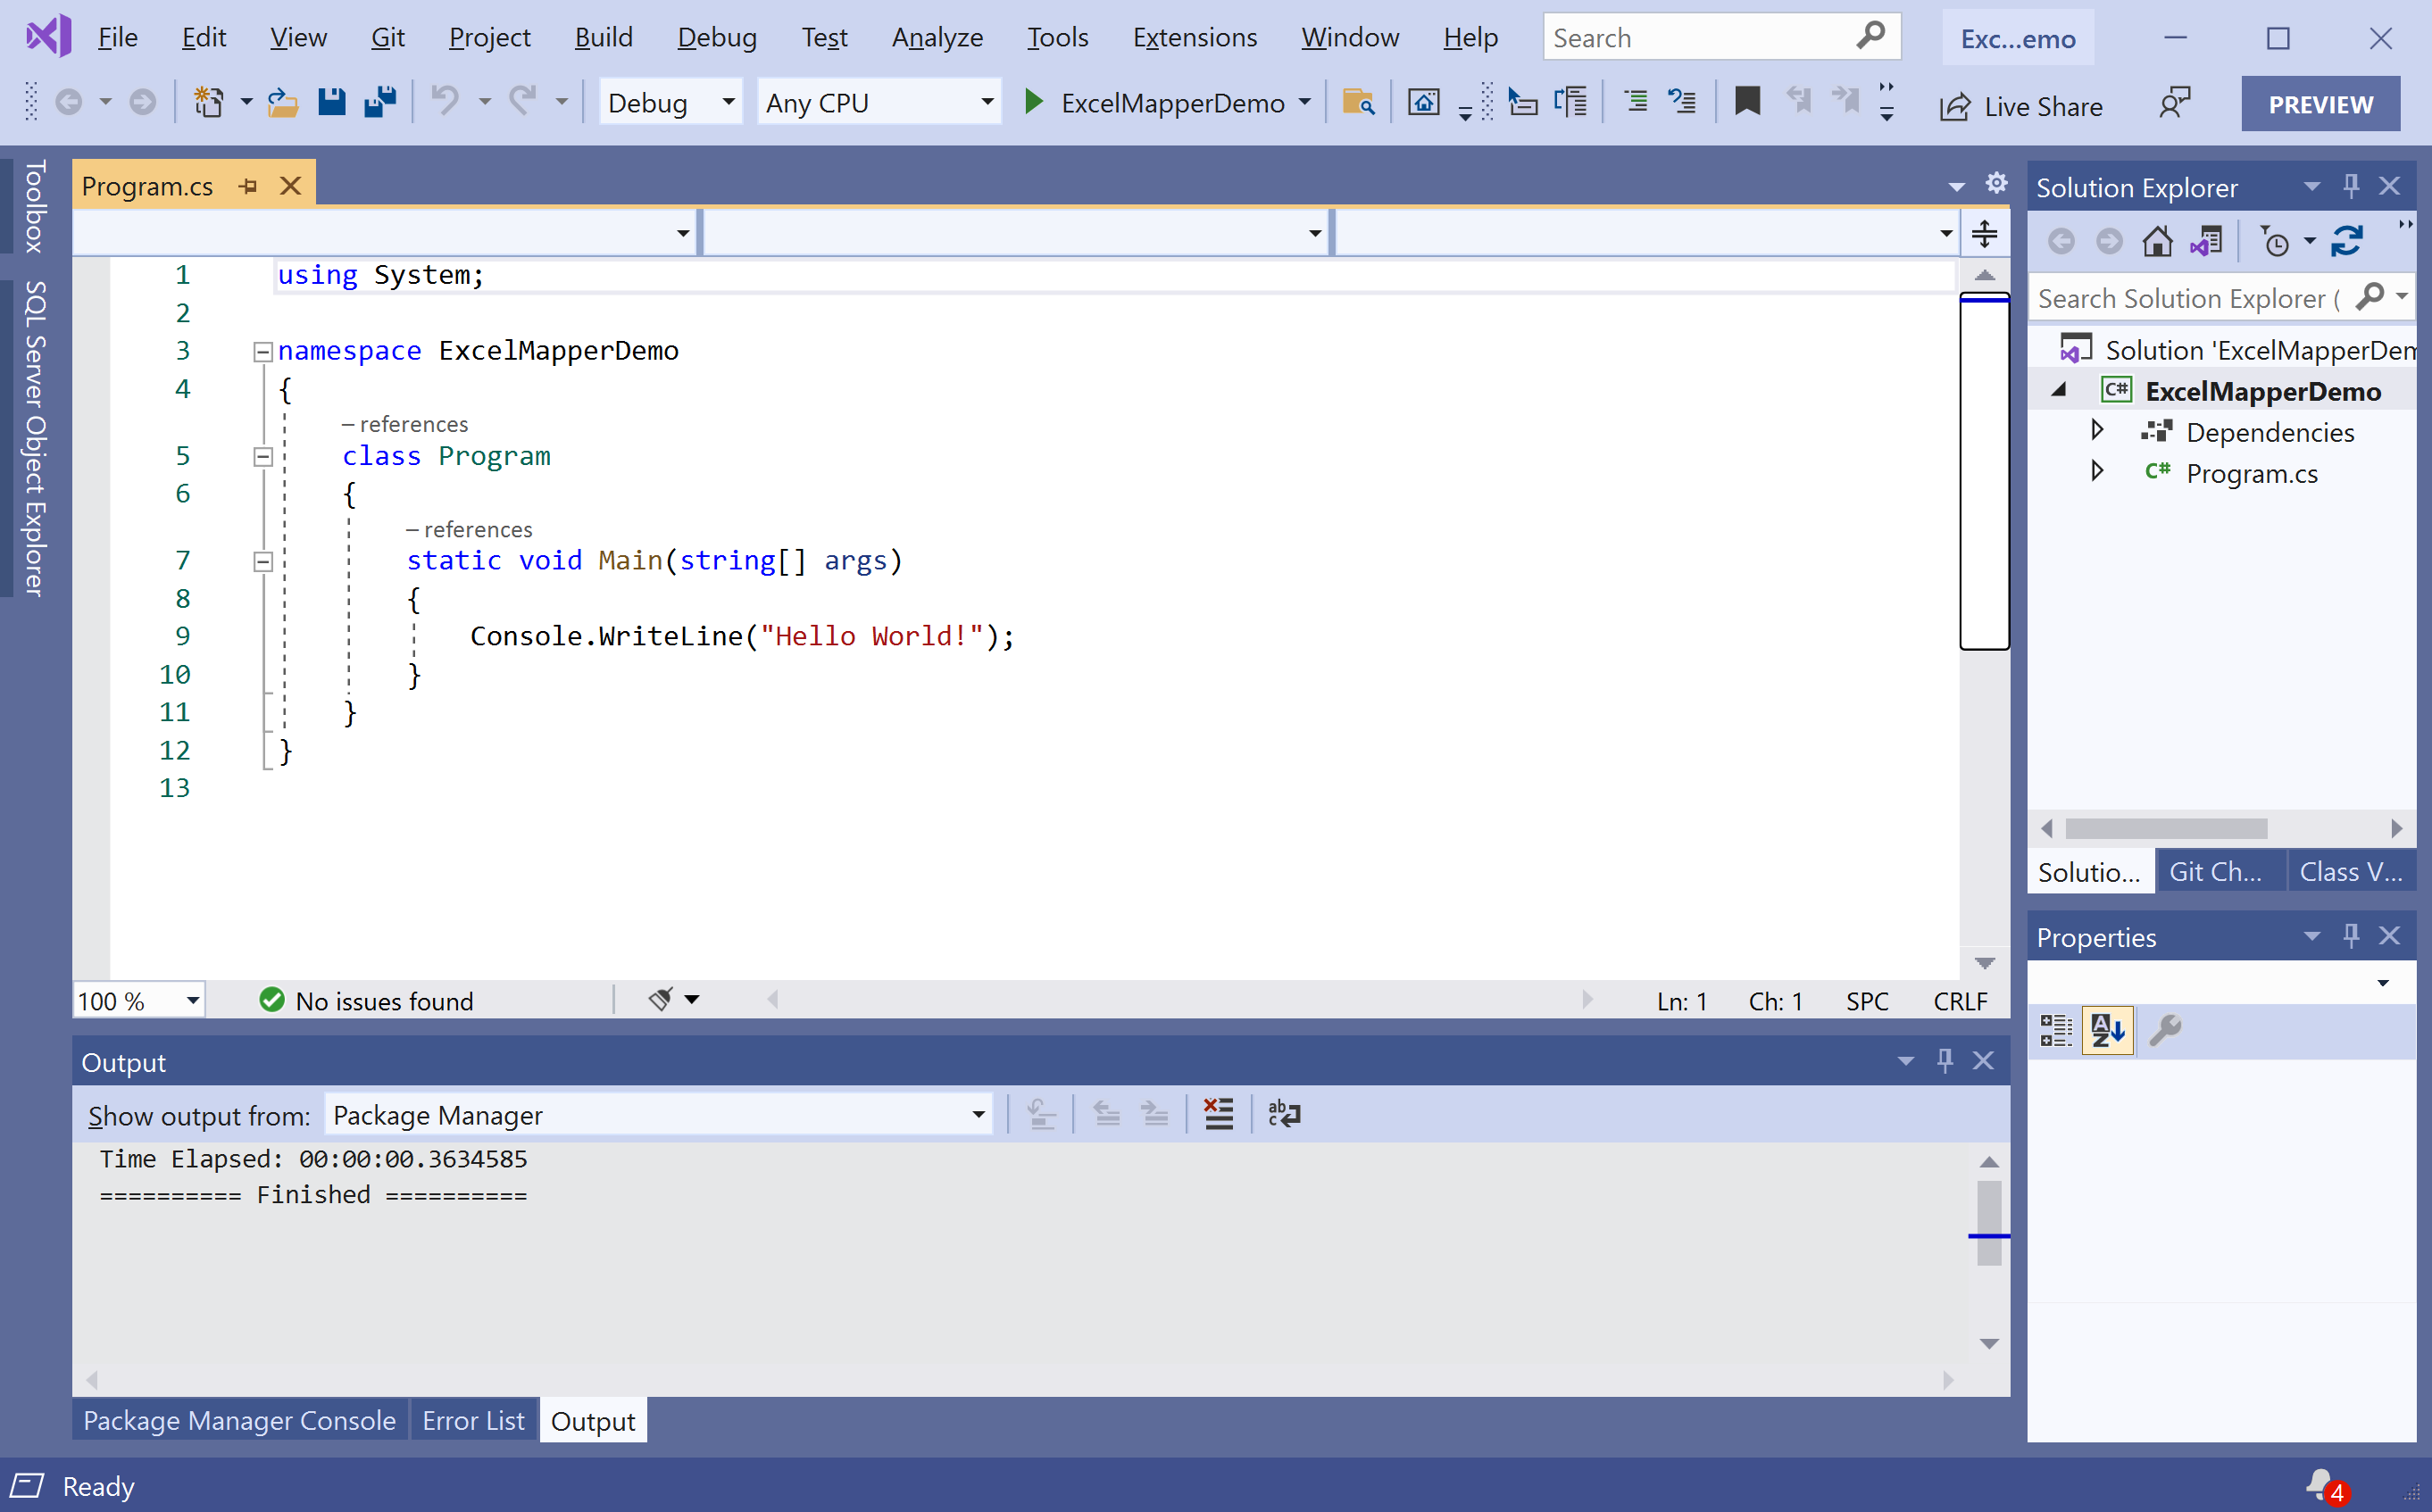 File Edit View Git Project Build Debug Test Analyze Tools Extensions Window Help Search Exc...emo
Debug Any CPU ExcelMapperDemo Live Share PREVIEW
Toolbox
SQL Server Object Explorer
Program.cs
1 using System;
2
3 namespace ExcelMapperDemo
4 {
– references
5 class Program
6 {
– references
7 static void Main(string[] args)
8 {
9 Console.WriteLine("Hello World!");
10 }
11 }
12 }
13
100 % No issues found Ln: 1 Ch: 1 SPC CRLF
Output
Show output from: Package Manager
Time Elapsed: 00:00:00.3634585
========== Finished ==========
Package Manager Console Error List Output
Solution Explorer
Search Solution Explorer (
Solution 'ExcelMapperDem
C# ExcelMapperDemo
Dependencies
C# Program.cs
Solutio... Git Ch... Class V...
Properties
Ready 4